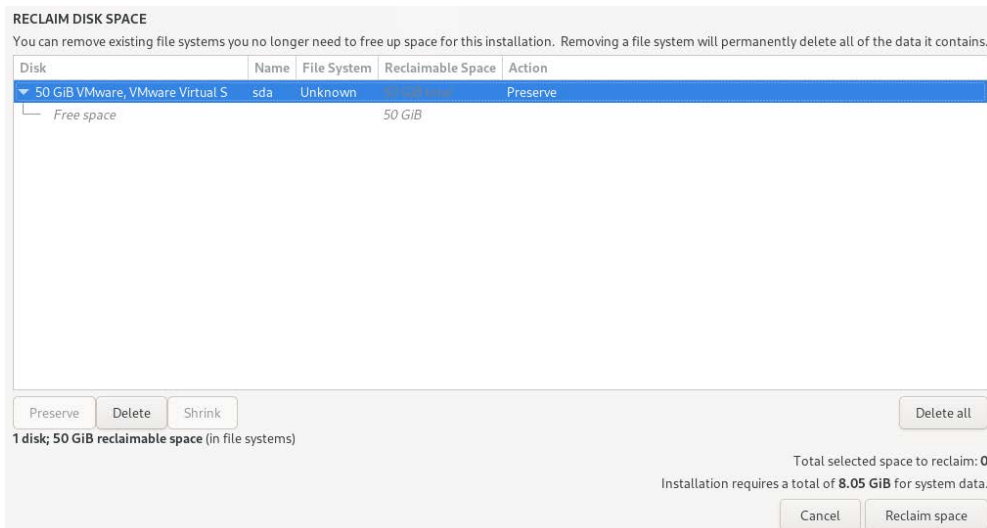 RECLAIM DISK SPACE
You can remove existing file systems you no longer need to free up space for this installation.  Removing a file system will permanently delete all of the data it contains.
Disk Name File System Reclaimable Space Action
50 GiB VMware, VMware Virtual S sda Unknown Preserve
Free space 50 GiB
Preserve Delete Shrink Delete all
1 disk; 50 GiB reclaimable space (in file systems)
Total selected space to reclaim: 0
Installation requires a total of 8.05 GiB for system data.
Cancel Reclaim space